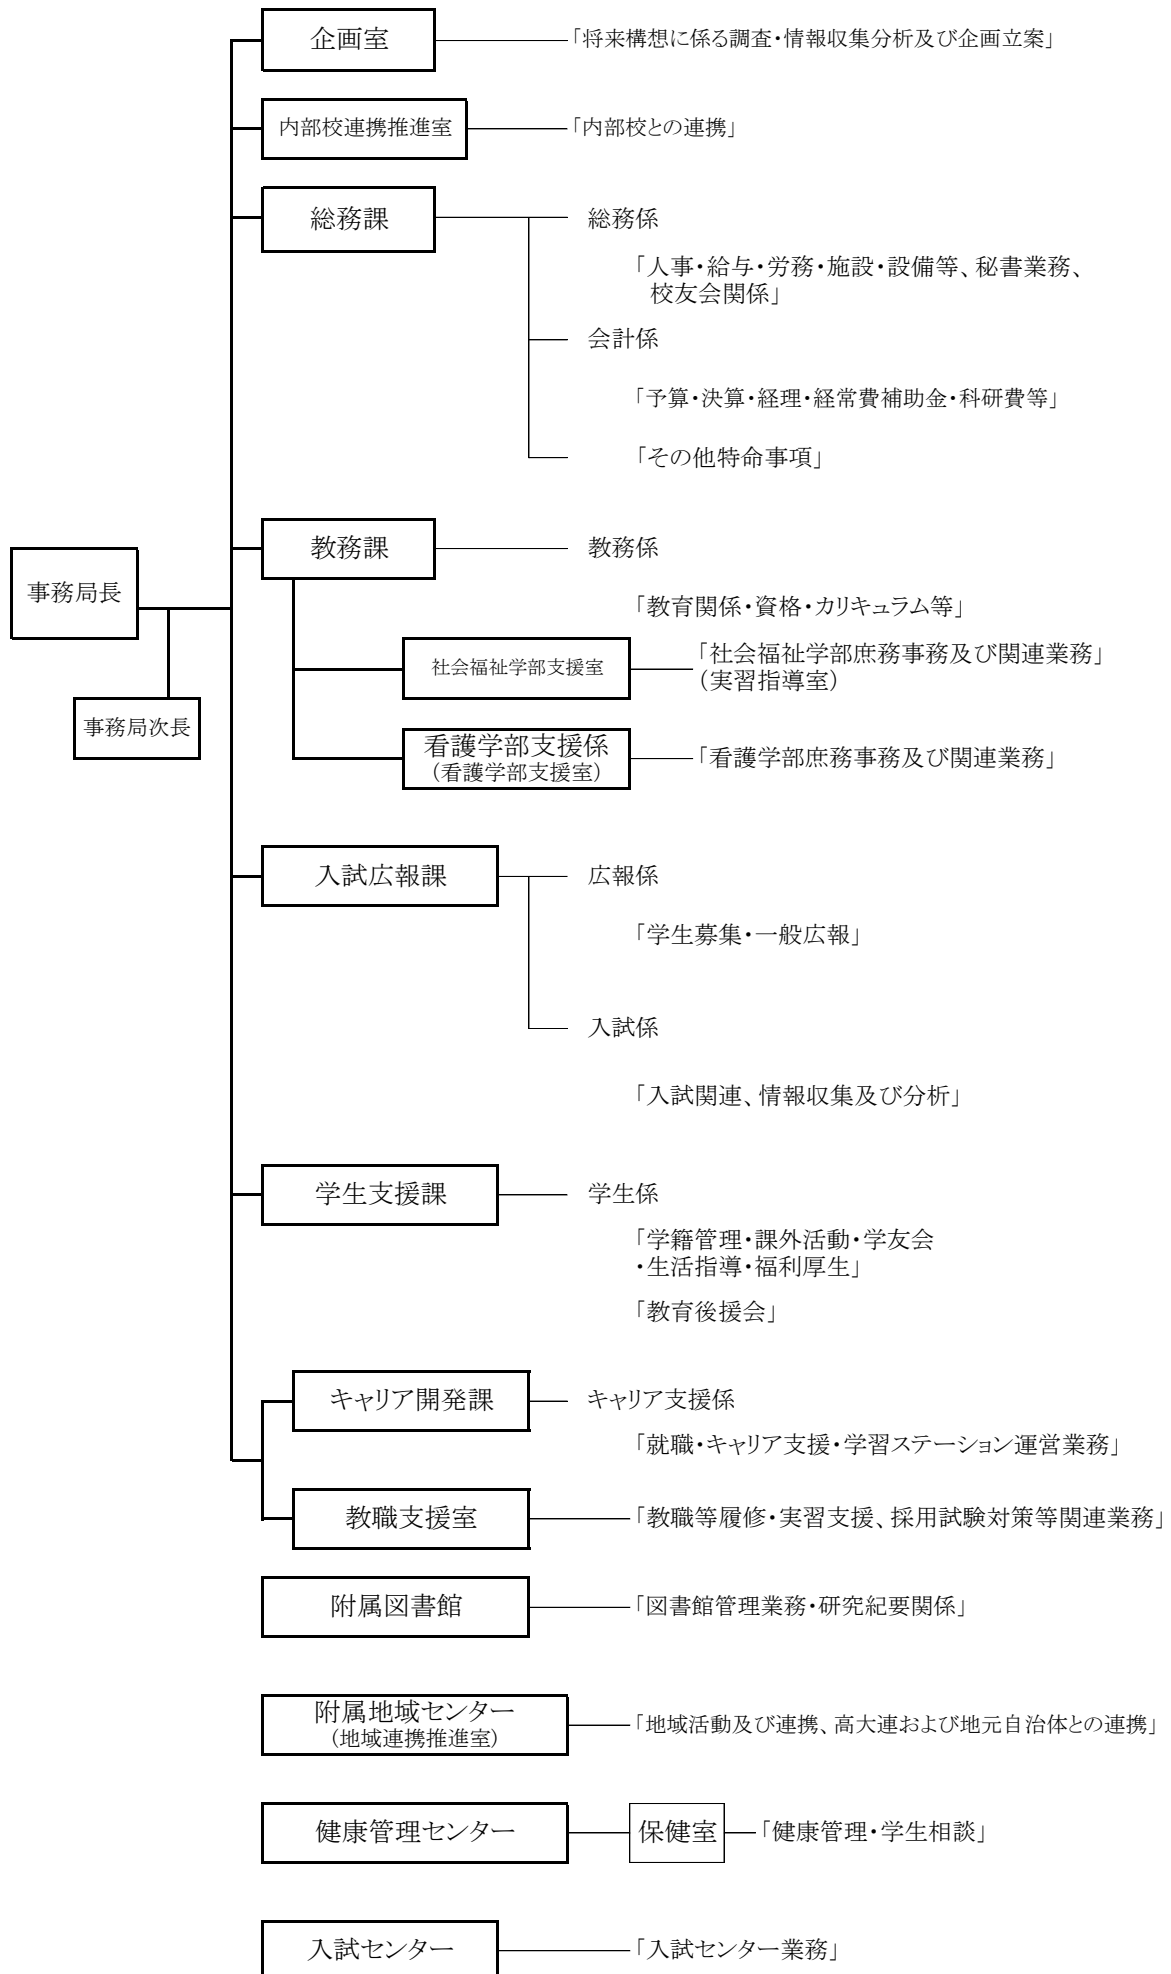 企画室
「将来構想に係る調査・情報収集分析及び企画立案」
内部校連携推進室
「内部校との連携」
総務課
総務係
「人事・給与・労務・施設・設備等、秘書業務、
校友会関係」
会計係
「予算・決算・経理・経常費補助金・科研費等」
「その他特命事項」
教務課
教務係
事務局長
「教育関係・資格・カリキュラム等」
社会福祉学部支援室
「社会福祉学部庶務事務及び関連業務」
（実習指導室）
事務局次長
看護学部支援係
（看護学部支援室）
「看護学部庶務事務及び関連業務」
入試広報課
広報係
「学生募集・一般広報」
入試係
「入試関連、情報収集及び分析」
学生支援課
学生係
「学籍管理・課外活動・学友会
・生活指導・福利厚生」
「教育後援会」
キャリア開発課
キャリア支援係
「就職・キャリア支援・学習ステーション運営業務」
教職支援室
「教職等履修・実習支援、採用試験対策等関連業務」
附属図書館
「図書館管理業務・研究紀要関係」
附属地域センター
（地域連携推進室）
「地域活動及び連携、高大連および地元自治体との連携」
健康管理センター
保健室
「健康管理・学生相談」
入試センター
「入試センター業務」